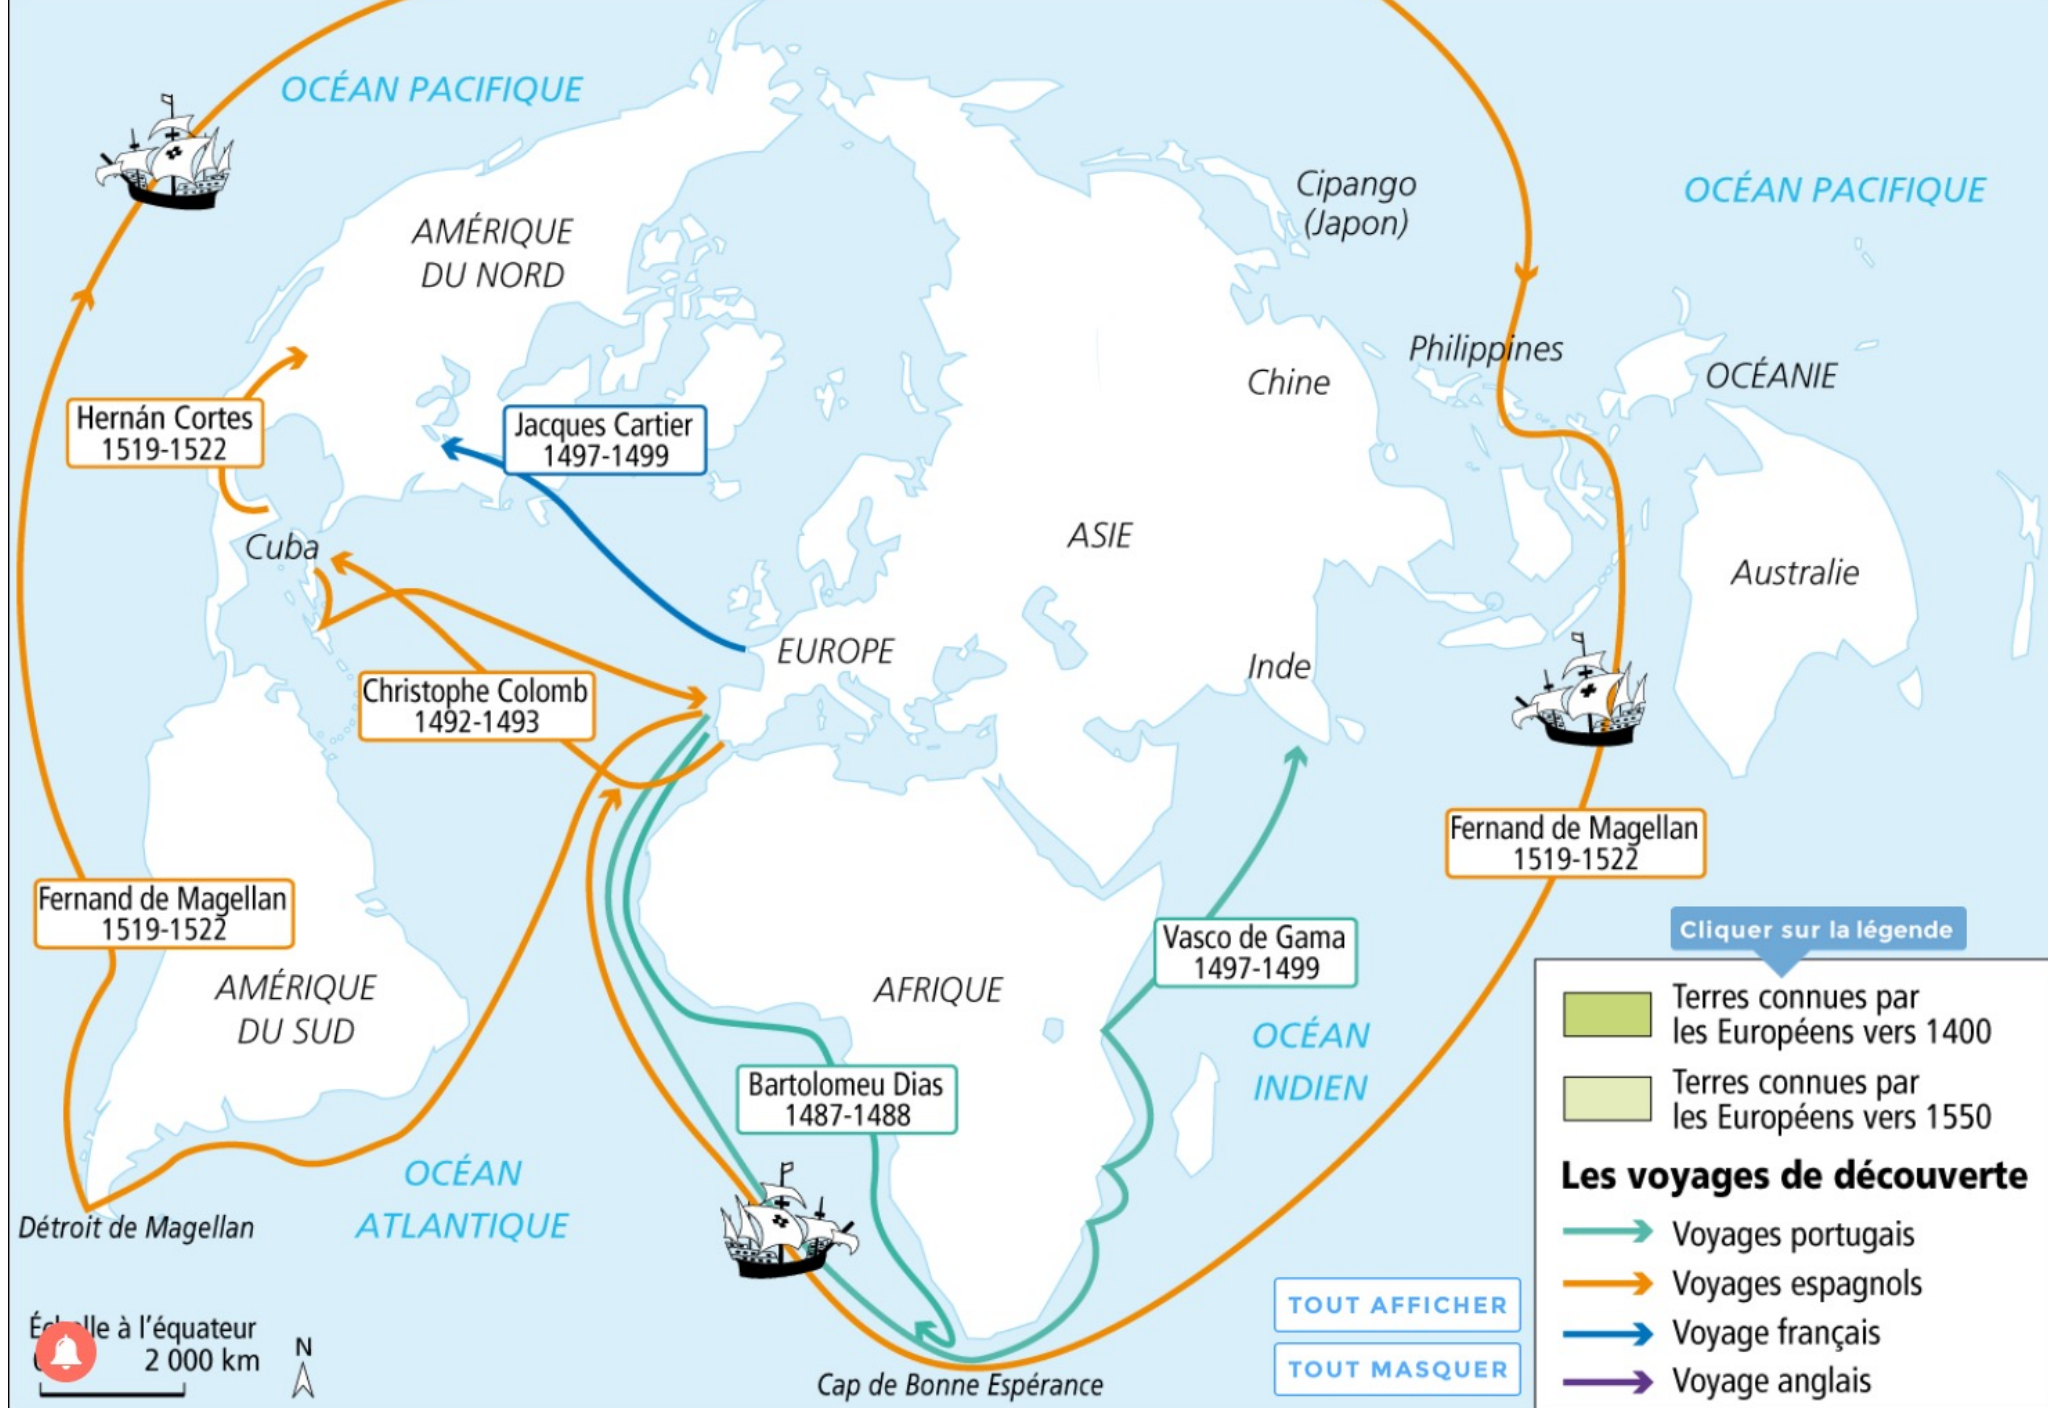 OCÉAN PACIFIQUE
AMÉRIQUE
DU NORD
Cipango
(Japon)
OCÉAN PACIFIQUE
Philippines
OCÉANIE
Chine
Hernán Cortes
1519-1522
Jacques Cartier
1497-1499
Cuba
ASIE
Australie
EUROPE
Inde
Christophe Colomb
1492-1493
Fernand de Magellan
1519-1522
Fernand de Magellan
1519-1522
Vasco de Gama
1497-1499
AMÉRIQUE
DU SUD
AFRIQUE
OCÉAN
INDIEN
Bartolomeu Dias
1487-1488
OCÉAN
ATLANTIQUE
Détroit de Magellan
Cap de Bonne Espérance
à l'équateur
2 000 km
N
TOUT AFFICHER
TOUT MASQUER
Cliquer sur la légende
Terres connues par
les Européens vers 1400
Terres connues par
les Européens vers 1550
Les voyages de découverte
Voyages portugais
Voyages espagnols
Voyage français
Voyage anglais